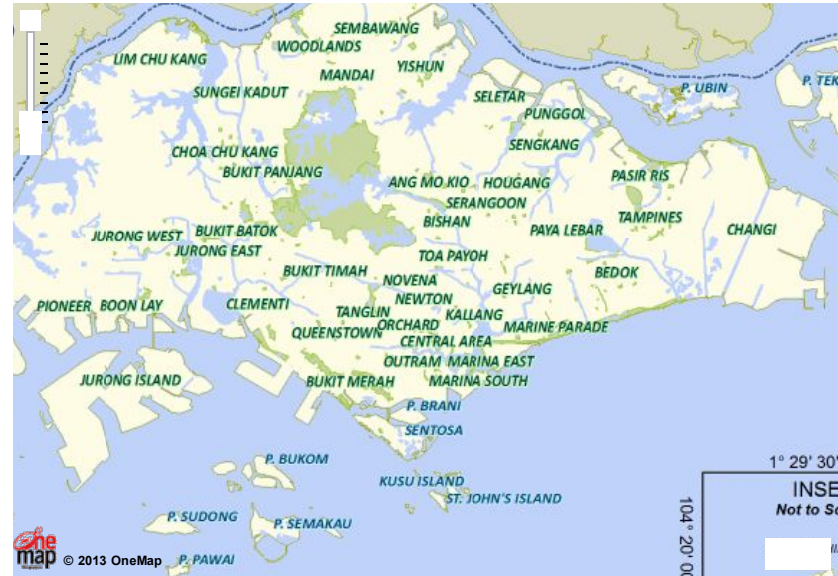 SEMBAWANG
WOODLANDS
LIM CHU KANG
MANDAI
YISHUN
P. UBIN
P. TEK
SUNGEI KADUT
SELETAR
PUNGGOL
SENGKANG
CHOA CHU KANG
BUKIT PANJANG
PASIR RIS
ANG MO KIO
HOUGANG
SERANGOON
BISHAN
TAMPINES
JURONG WEST
BUKIT BATOK
PAYA LEBAR
CHANGI
JURONG EAST
TOA PAYOH
BUKIT TIMAH
NOVENA
BEDOK
GEYLANG
PIONEER
BOON LAY
CLEMENTI
NEWTON
TANGLIN
KALLANG
ORCHARD
MARINE PARADE
QUEENSTOWN
CENTRAL AREA
OUTRAM
MARINA EAST
JURONG ISLAND
BUKIT MERAH
MARINA SOUTH
P. BRANI
SENTOSA
P. BUKOM
KUSU ISLAND
ST. JOHN'S ISLAND
P. SUDONG
P. SEMAKAU
P. PAWAI
1° 29' 30'
INSE
Not to Sc
104° 20' 00
One
map
© 2013 OneMap